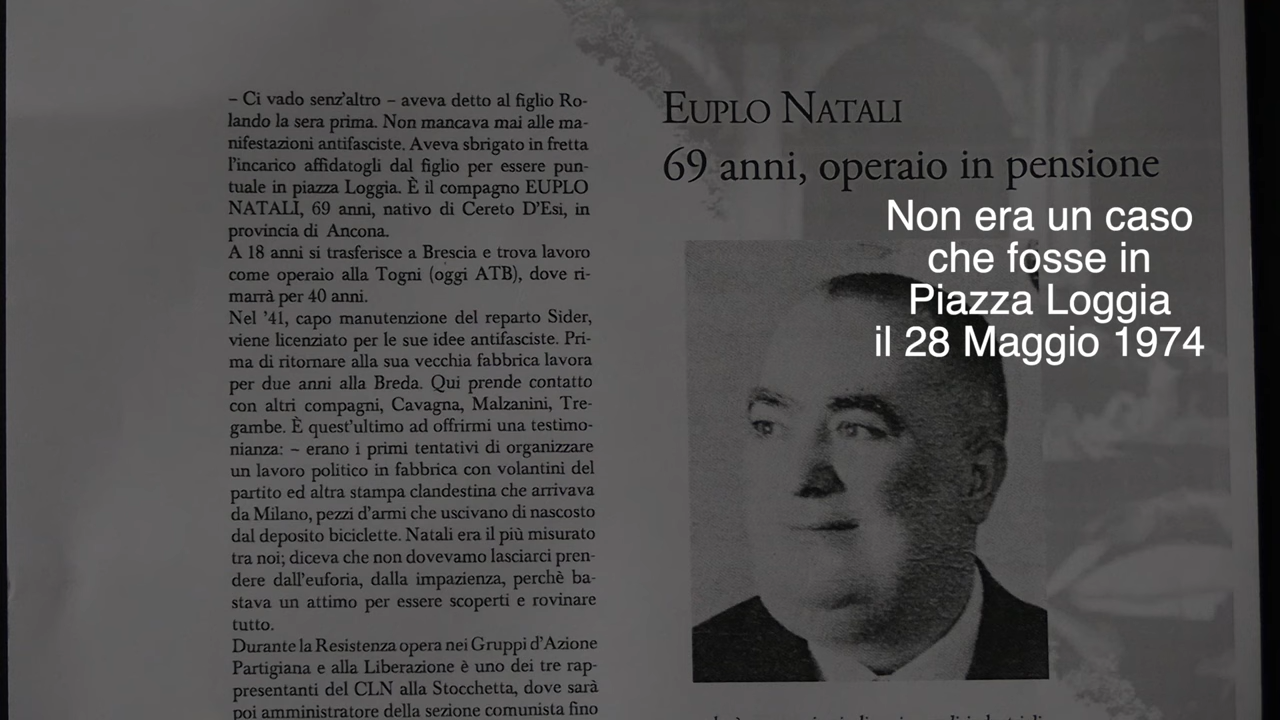 – Ci vado senz'altro – aveva detto al figlio Ro-
lando la sera prima. Non mancava mai alle ma-
nifestazioni antifasciste. Aveva sbrigato in fretta
l'incarico affidatogli dal figlio per essere pun-
tuale in piazza Loggia. È il compagno EUPLO
NATALI, 69 anni, nativo di Cereto D'Esi, in
provincia di Ancona.
A 18 anni si trasferisce a Brescia e trova lavoro
come operaio alla Togni (oggi ATB), dove ri-
marrà per 40 anni.
Nel '41, capo manutenzione del reparto Sider,
viene licenziato per le sue idee antifasciste. Pri-
ma di ritornare alla sua vecchia fabbrica lavora
per due anni alla Breda. Qui prende contatto
con altri compagni, Cavagna, Malzanini, Tre-
gambe. È quest'ultimo ad offrirmi una testimo-
nianza: – erano i primi tentativi di organizzare
un lavoro politico in fabbrica con volantini del
partito ed altra stampa clandestina che arrivava
da Milano, pezzi d'armi che uscivano di nascosto
dal deposito biciclette. Natali era il più misurato
tra noi; diceva che non dovevamo lasciarci pren-
dere dall'euforia, dalla impazienza, perchè ba-
stava un attimo per essere scoperti e rovinare
tutto.
Durante la Resistenza opera nei Gruppi d'Azione
Partigiana e alla Liberazione è uno dei tre rap-
presentanti del CLN alla Stocchetta, dove sarà
poi amministratore della sezione comunista fino
EUPLO NATALI
69 anni, operaio in pensione
Non era un caso
che fosse in
Piazza Loggia
il 28 Maggio 1974